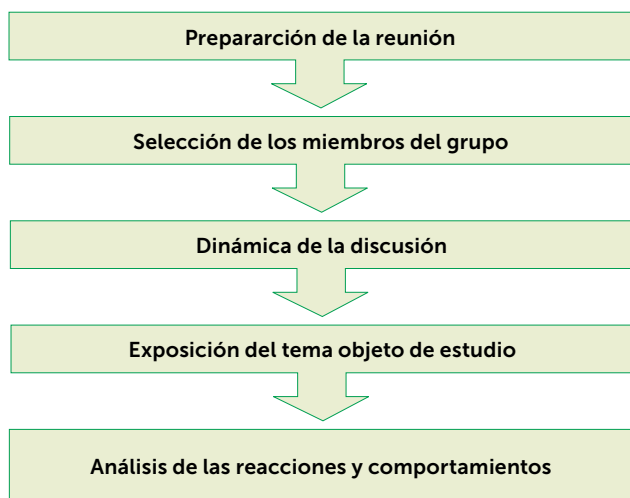 Prepararción de la reunión
Selección de los miembros del grupo
Dinámica de la discusión
Exposición del tema objeto de estudio
Análisis de las reacciones y comportamientos